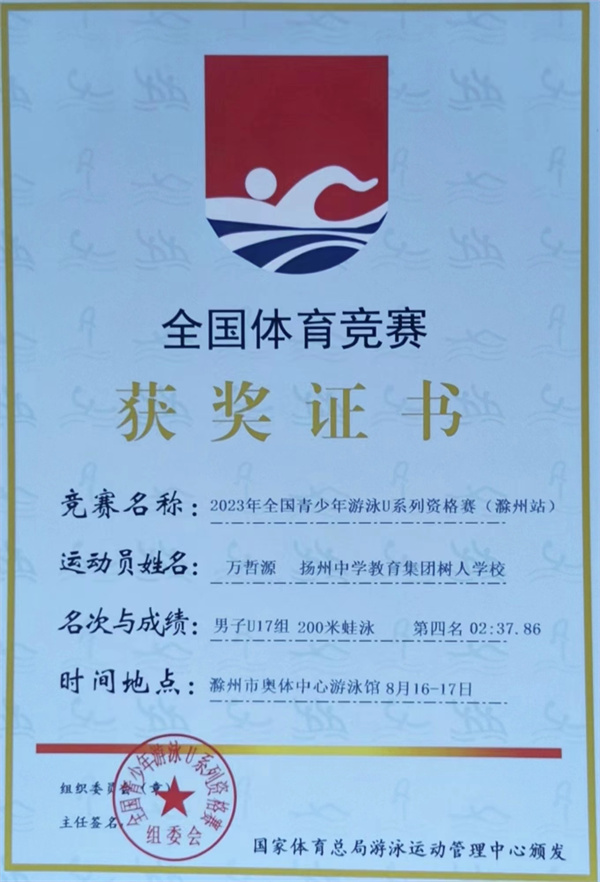 全国体育竞赛
获奖证书
竞赛名称：2023年全国青少年游泳U系列资格赛（滁州站）
运动员姓名：万哲源 扬州中学教育集团树人学校
名次与成绩：男子U17组 200米蛙泳 第四名 02:37.86
时间地点：滁州市奥体中心游泳馆 8月16-17日
全国青少年游泳U系列资格赛
组织委员会（章）
主任签名
组委会
国家体育总局游泳运动管理中心颁发